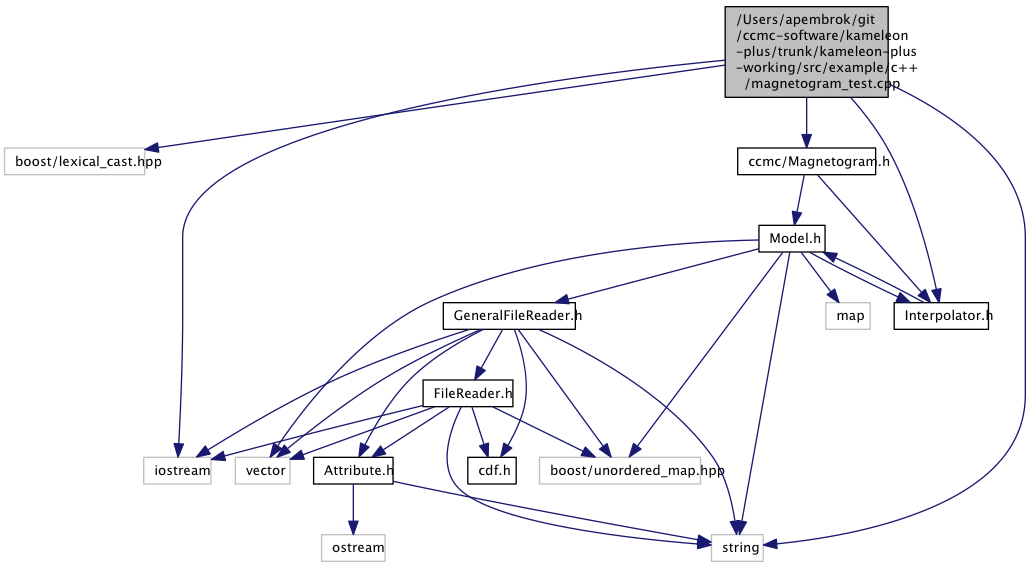 /Users/apembrok/git
/ccmc-software/kameleon
-plus/trunk/kameleon-plus
-working/src/example/c++
/magnetogram_test.cpp
boost/lexical_cast.hpp
ccmc/Magnetogram.h
Model.h
GeneralFileReader.h
map
Interpolator.h
FileReader.h
iostream
vector
Attribute.h
cdf.h
boost/unordered_map.hpp
ostream
string